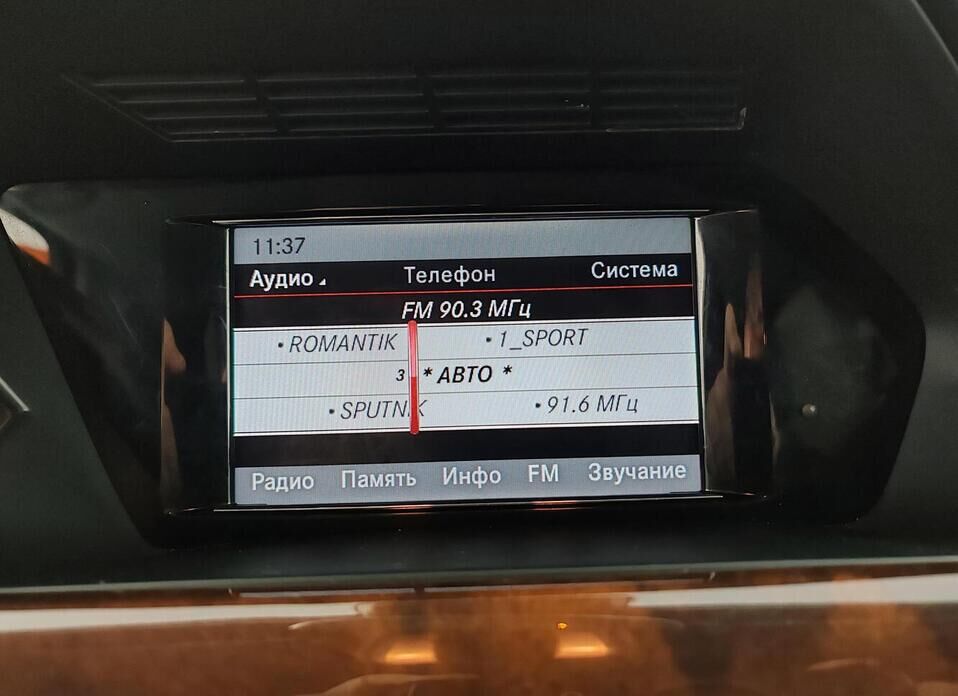 11:37
Аудио Телефон Система
FM 90.3 МГц
• ROMANTIK • 1_SPORT
3 * АВТО *
• SPUTNIK • 91.6 МГц
Радио Память Инфо FM Звучание